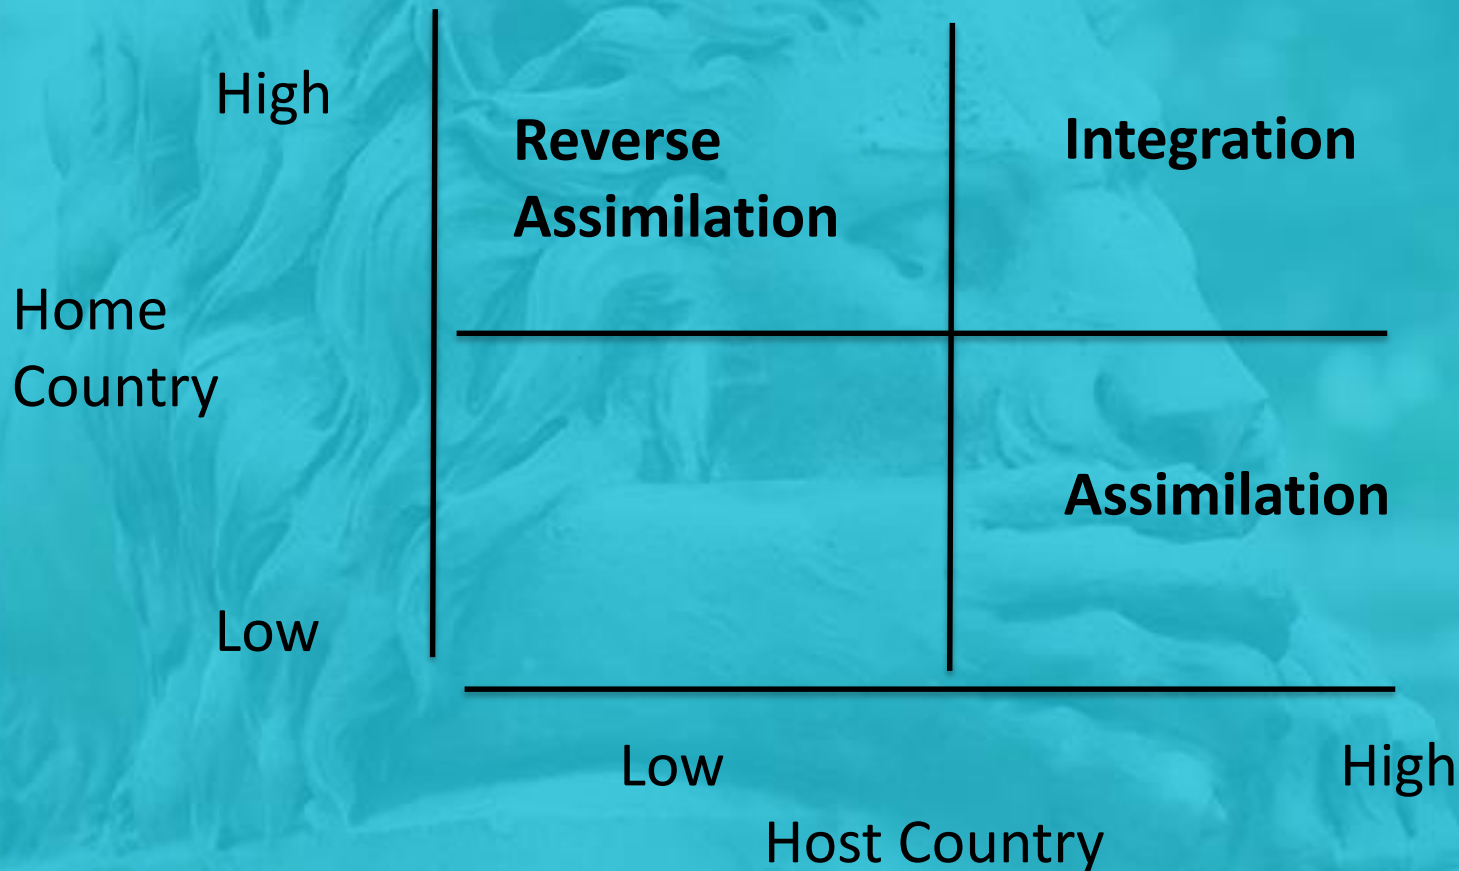 High
Reverse
Assimilation
Integration
Home
Country
Assimilation
Low
Low
High
Host Country